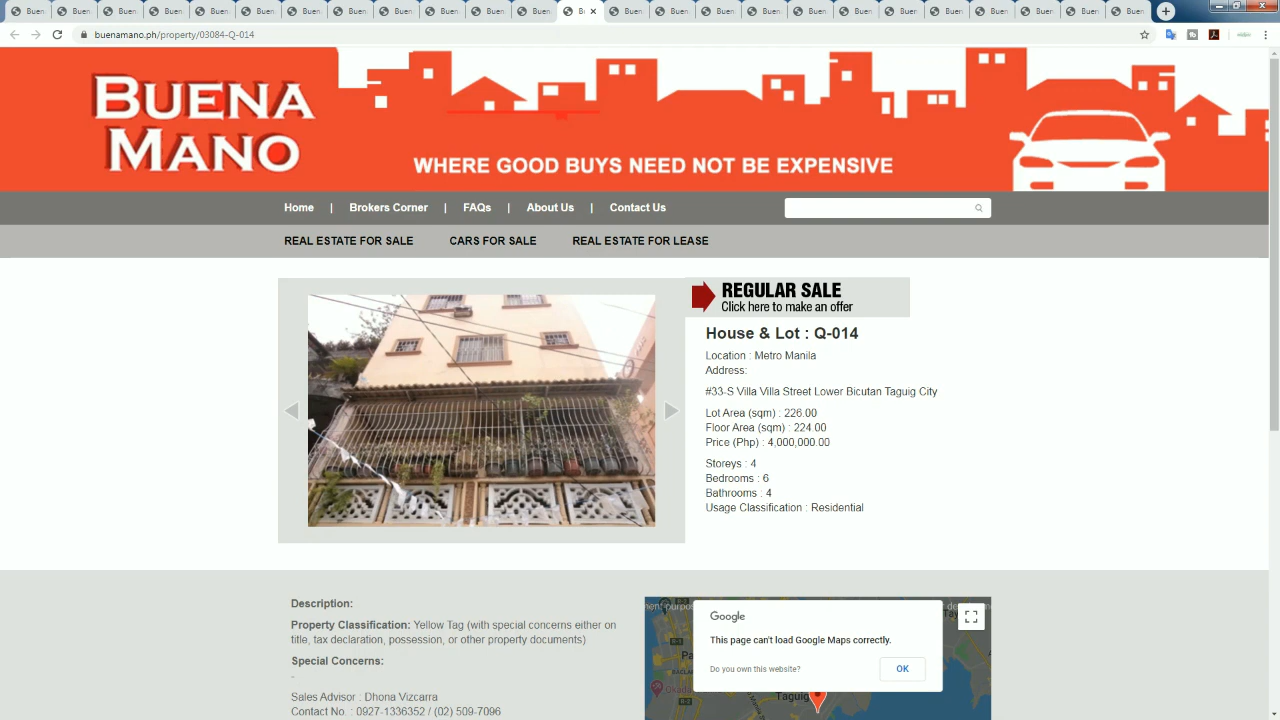 buenamano.ph/property/03084-Q-014
BUENA
MANO
WHERE GOOD BUYS NEED NOT BE EXPENSIVE
Home | Brokers Corner | FAQs | About Us | Contact Us
REAL ESTATE FOR SALE CARS FOR SALE REAL ESTATE FOR LEASE
REGULAR SALE
Click here to make an offer
House & Lot : Q-014
Location : Metro Manila
Address:
#33-S Villa Villa Street Lower Bicutan Taguig City
Lot Area (sqm) : 226.00
Floor Area (sqm) : 224.00
Price (Php) : 4,000,000.00
Storeys : 4
Bedrooms : 6
Bathrooms : 4
Usage Classification : Residential
Description:
Property Classification: Yellow Tag (with special concerns either on
title, tax declaration, possession, or other property documents)
Special Concerns:
-
Sales Advisor : Dhona Vizcarra
Contact No. : 0927-1336352 / (02) 509-7096
Google
This page can't load Google Maps correctly.
Do you own this website?
OK
Taguig